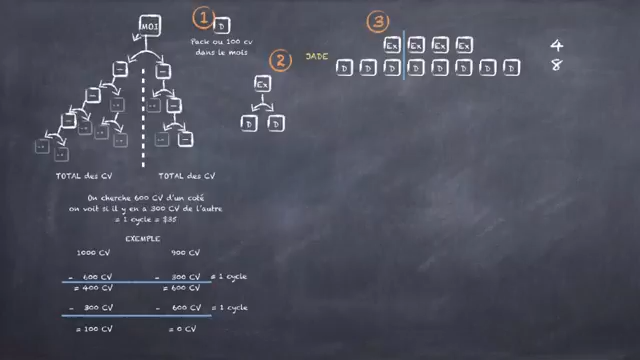 MOI
1
D
Pack ou 100 cv
dans le mois
2
Ex
D D
3
JADE
Ex Ex Ex Ex 4
D D D D D D D D 8
TOTAL des CV TOTAL des CV
On cherche 600 CV d'un coté
on voit si il y en a 300 CV de l'autre
= 1 cycle = $35
EXEMPLE
1000 CV 900 CV
- 600 CV - 300 CV = 1 cycle
= 400 CV = 600 CV
- 300 CV - 600 CV = 1 cycle
= 100 CV = 0 CV